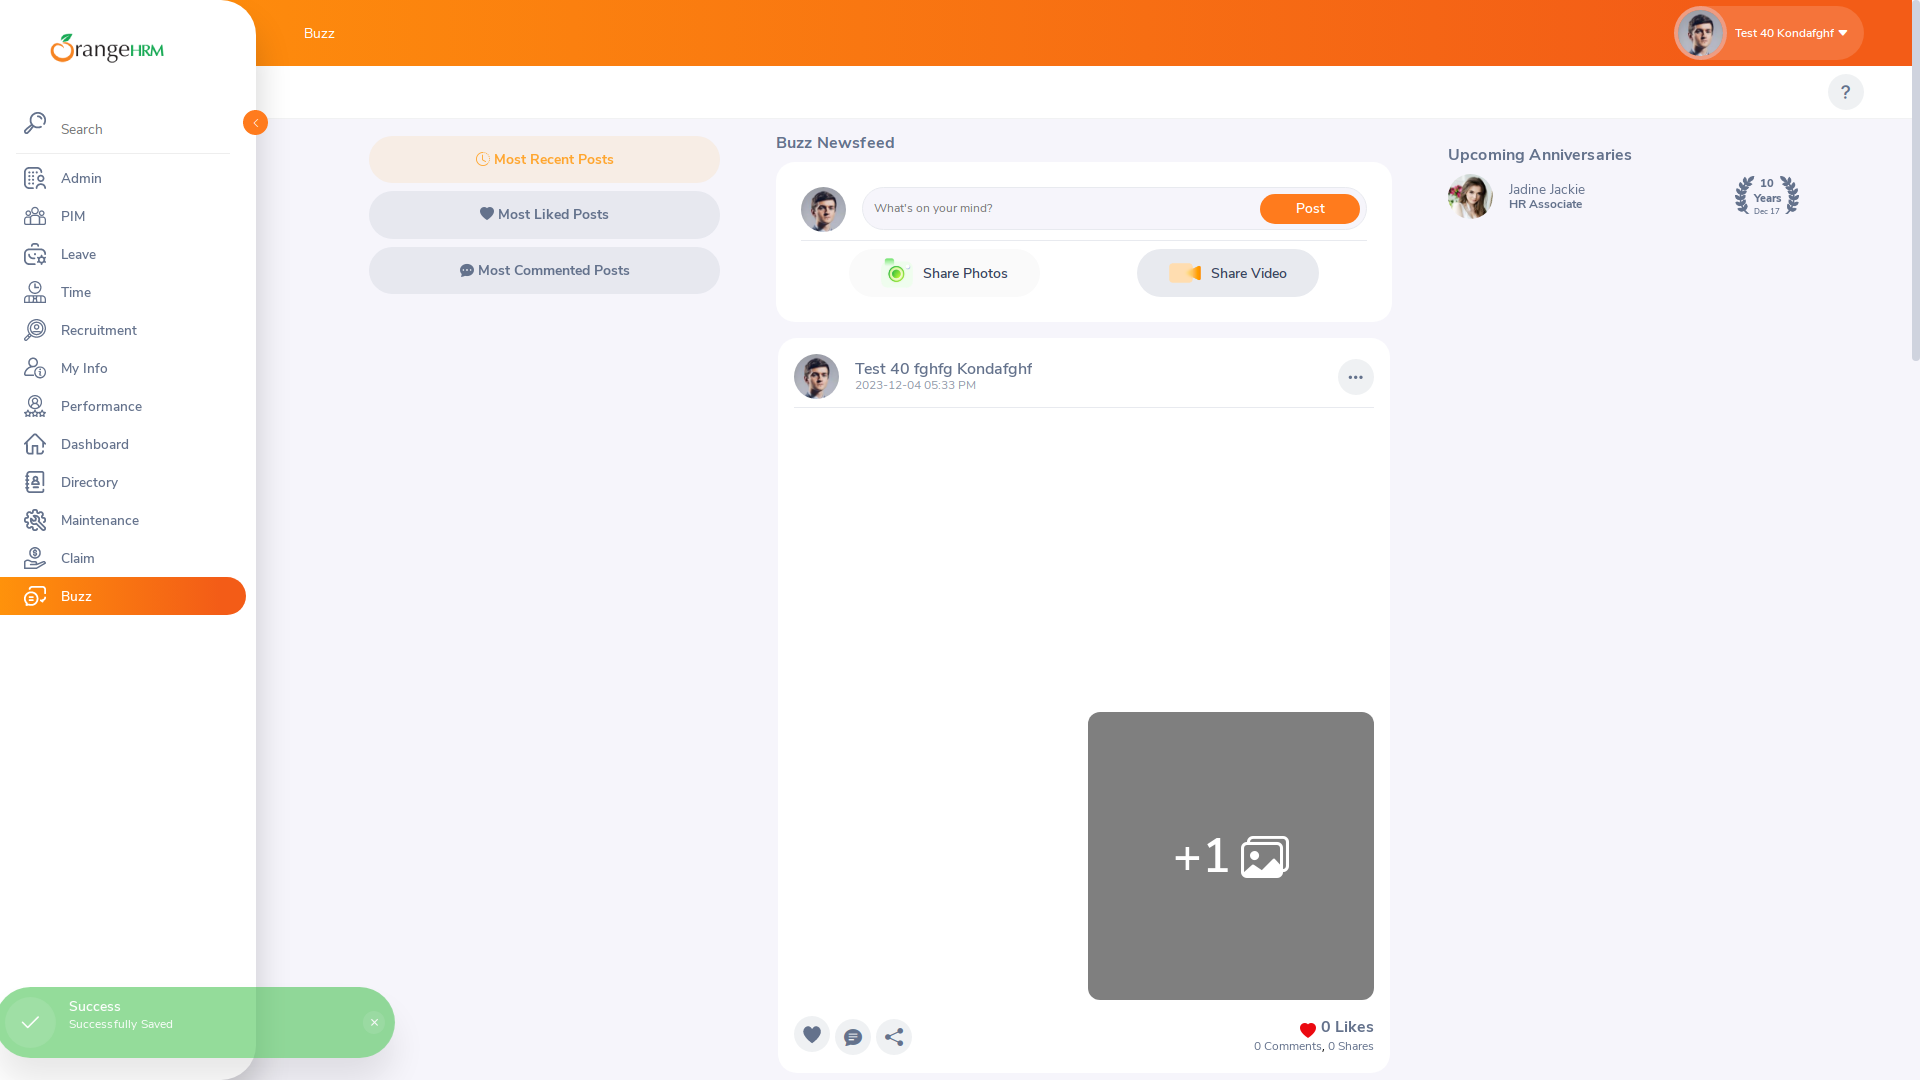 OrangeHRM
Search
Admin
PIM
Leave
Time
Recruitment
My Info
Performance
Dashboard
Directory
Maintenance
Claim
Buzz
Buzz
Test 40 Kondafghf
?
Most Recent Posts
Most Liked Posts
Most Commented Posts
Buzz Newsfeed
What's on your mind?
Post
Share Photos
Share Video
Test 40 fghfg Kondafghf
2023-12-04 05:33 PM
+1
0 Likes
0 Comments, 0 Shares
Upcoming Anniversaries
Jadine Jackie
HR Associate
10
Years
Dec 17
Success
Successfully Saved